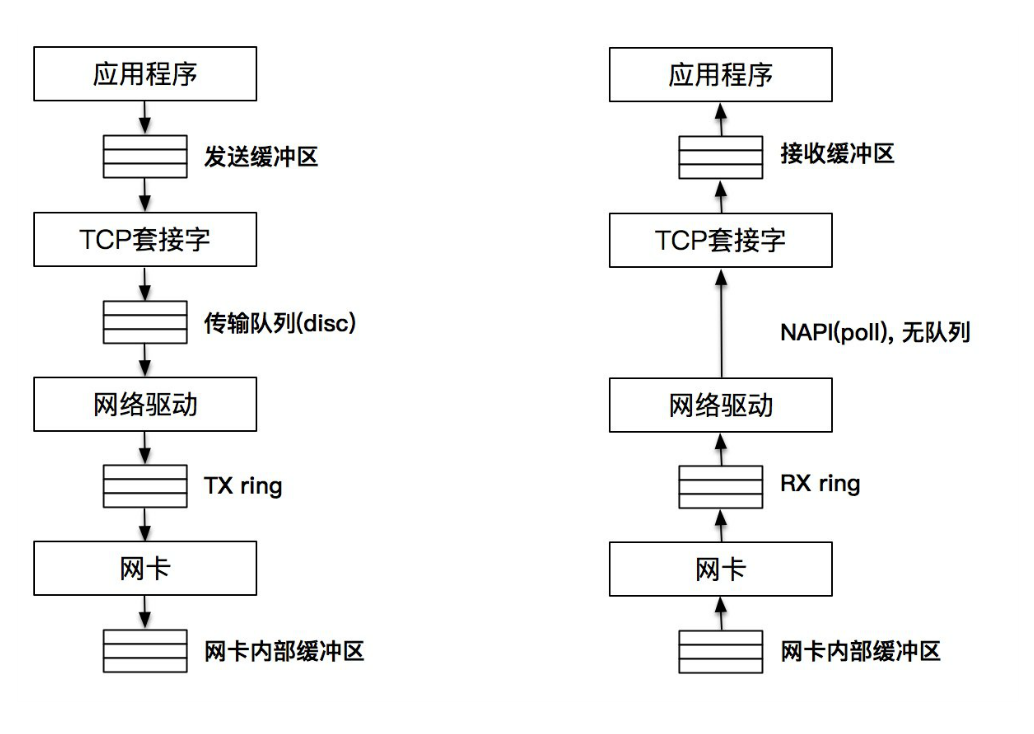 应用程序
发送缓冲区
TCP套接字
传输队列(disc)
网络驱动
TX ring
网卡
网卡内部缓冲区
应用程序
接收缓冲区
TCP套接字
NAPI(poll), 无队列
网络驱动
RX ring
网卡
网卡内部缓冲区